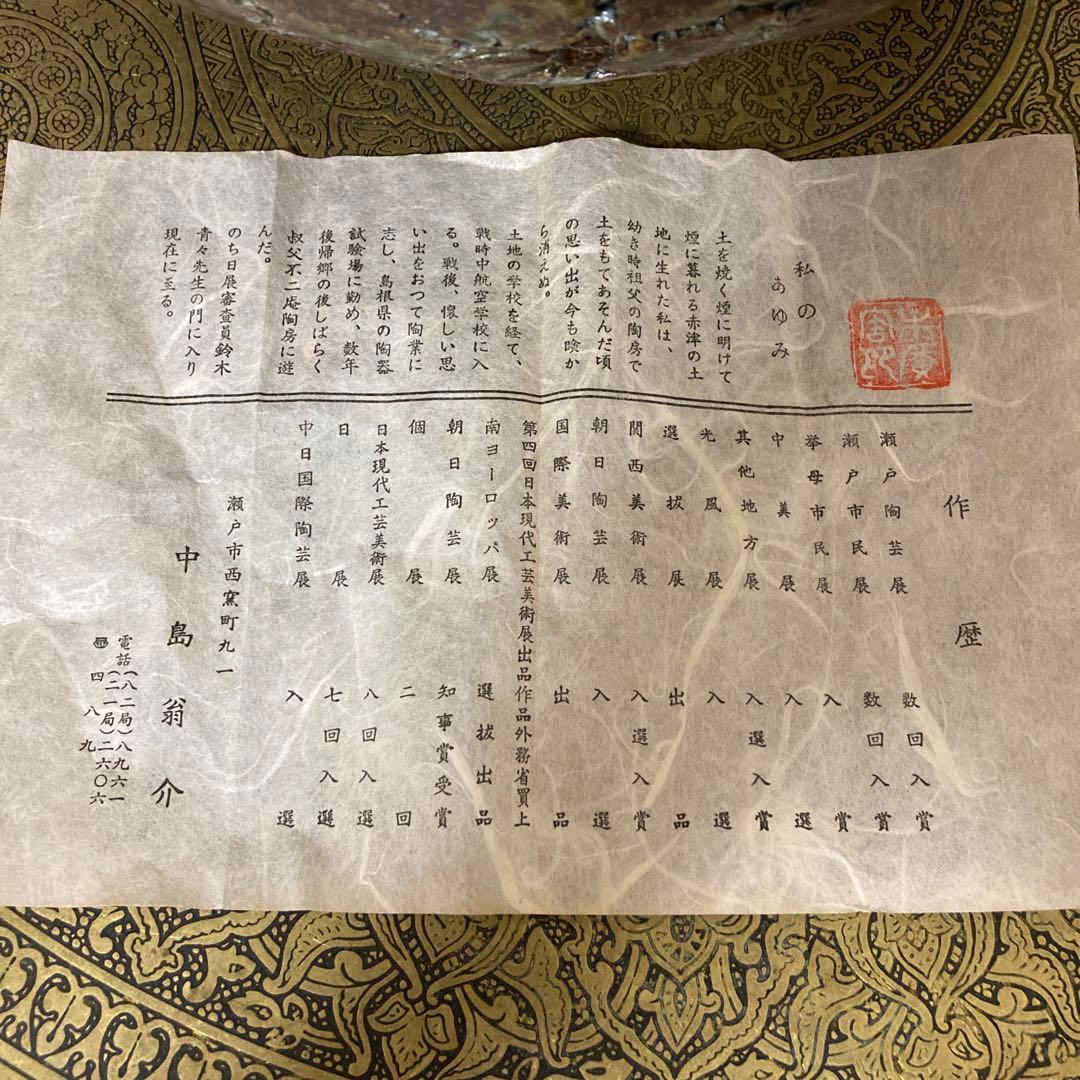 私の
あゆみ
土を焼く煙に明けて
煙に暮れる赤津の土
地に生れた私は、
幼き時祖父の陶房で
土をもてあそんだ頃
の思い出が今も瞼か
ら消えぬ。
土地の学校を経て、
戦時中航空学校に入
る。戦後、懐しい思
い出をおつて陶業に
志し、島根県の陶器
試験場に勤め、数年
後帰郷の後しばらく
叔父不二庵陶房に遊
んだ。
のち日展審査員鈴木
青々先生の門に入り
現在に至る。
作歴
瀬戸陶芸展 数回入賞
瀬戸市民展 数回入賞
挙母市民展 入賞
中美展 入選
其他地方展 入選入賞
光風展 入選
選抜展 出品
関西美術展 入選入賞
朝日陶芸展 入選
国際美術展 出品
第四回日本現代工芸美術展出品作品外務省買上
南ヨーロッパ展 選抜出品
朝日陶芸展 知事賞受賞
個展 二回
日本現代工芸美術展 八回入選
日展 七回入選
中日国際陶芸展 入選
瀬戸市西窯町九一
中島翁介
電話(八二局)八九六一
(二一局)二六〇六
四八九